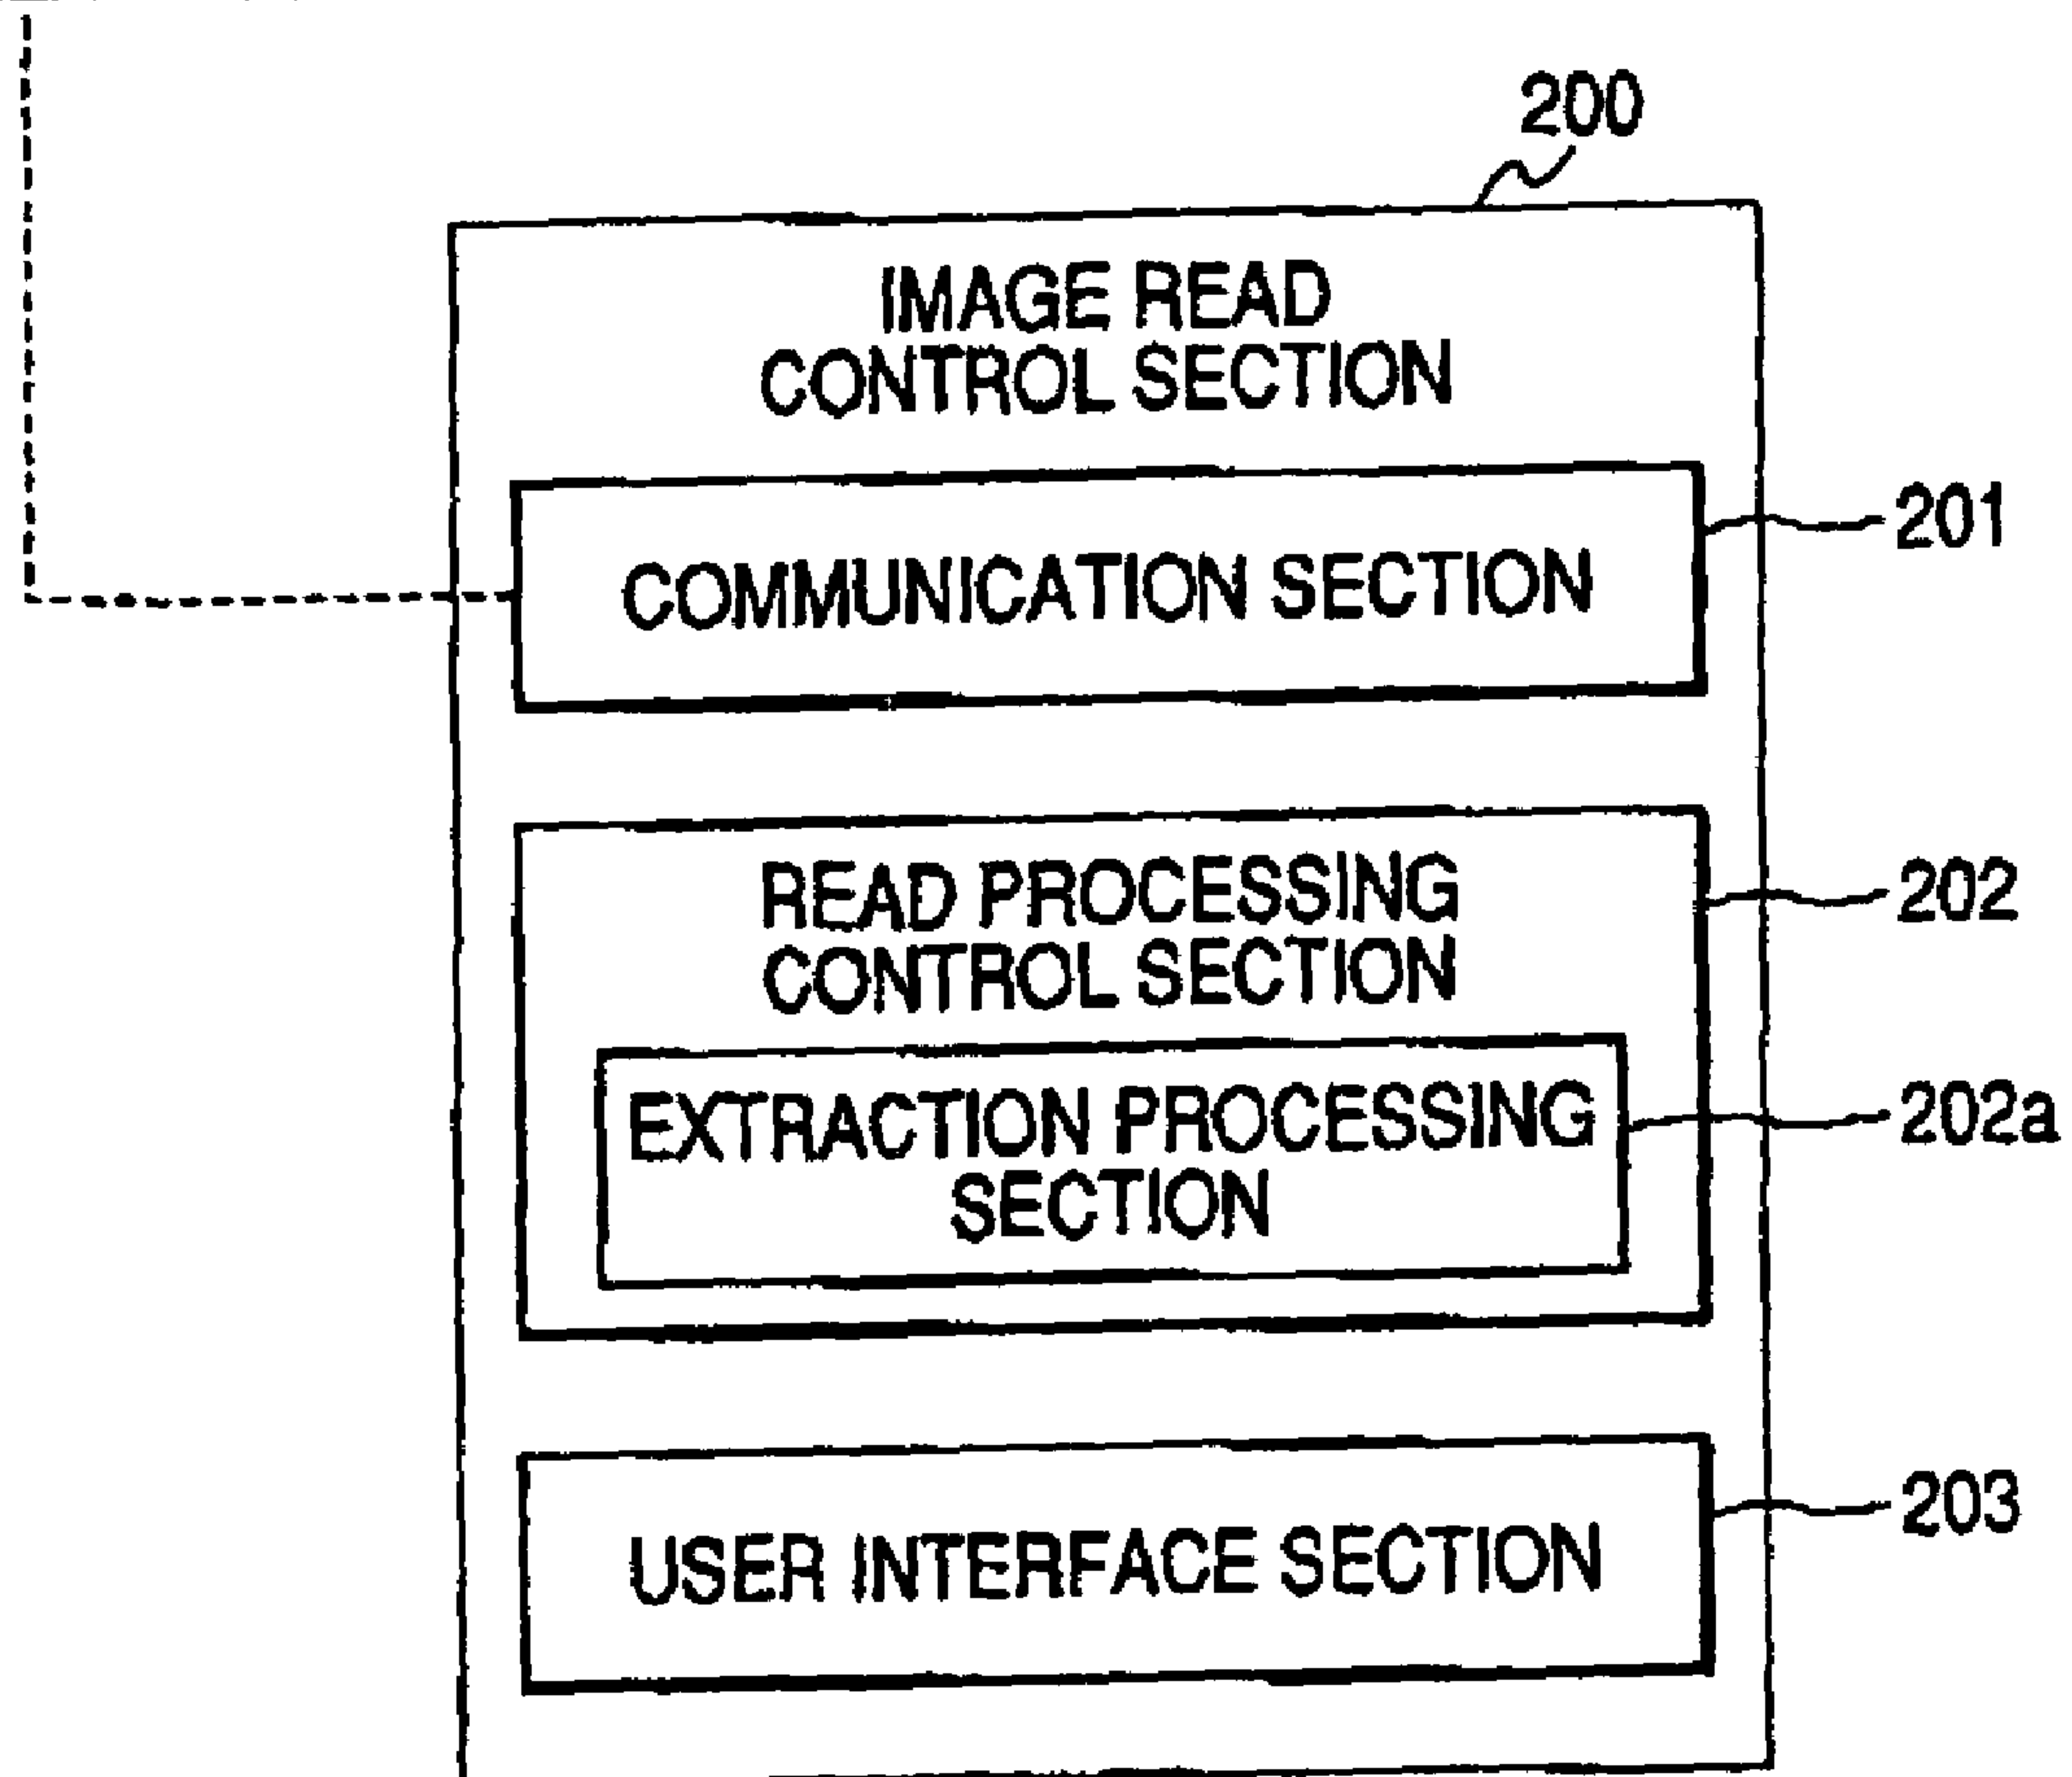 200
IMAGE READ
CONTROL SECTION
COMMUNICATION SECTION
201
READ PROCESSING
CONTROL SECTION
202
EXTRACTION PROCESSING
SECTION
202a
USER INTERFACE SECTION
203